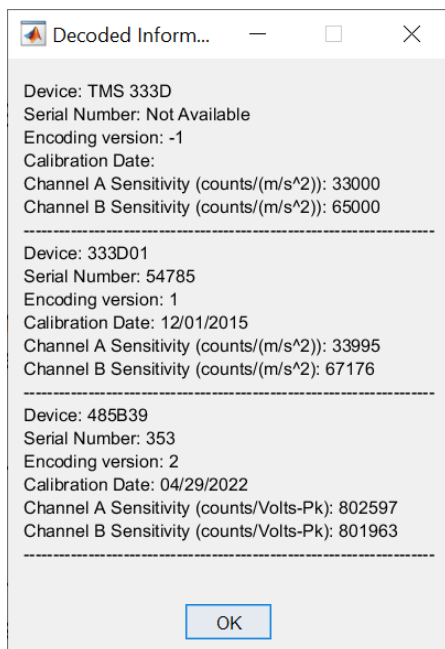 Decoded Inform...
Device: TMS 333D
Serial Number: Not Available
Encoding version: -1
Calibration Date:
Channel A Sensitivity (counts/(m/s^2)): 33000
Channel B Sensitivity (counts/(m/s^2)): 65000
------------------------------------------------------------------------
Device: 333D01
Serial Number: 54785
Encoding version: 1
Calibration Date: 12/01/2015
Channel A Sensitivity (counts/(m/s^2)): 33995
Channel B Sensitivity (counts/(m/s^2): 67176
------------------------------------------------------------------------
Device: 485B39
Serial Number: 353
Encoding version: 2
Calibration Date: 04/29/2022
Channel A Sensitivity (counts/Volts-Pk): 802597
Channel B Sensitivity (counts/Volts-Pk): 801963
------------------------------------------------------------------------
OK